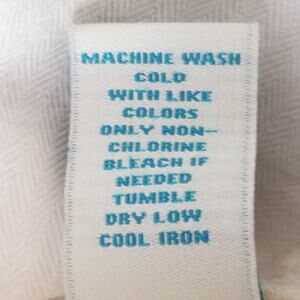 MACHINE WASH
COLD
WITH LIKE
COLORS
ONLY NON-
CHLORINE
BLEACH IF
NEEDED
TUMBLE
DRY LOW
COOL IRON